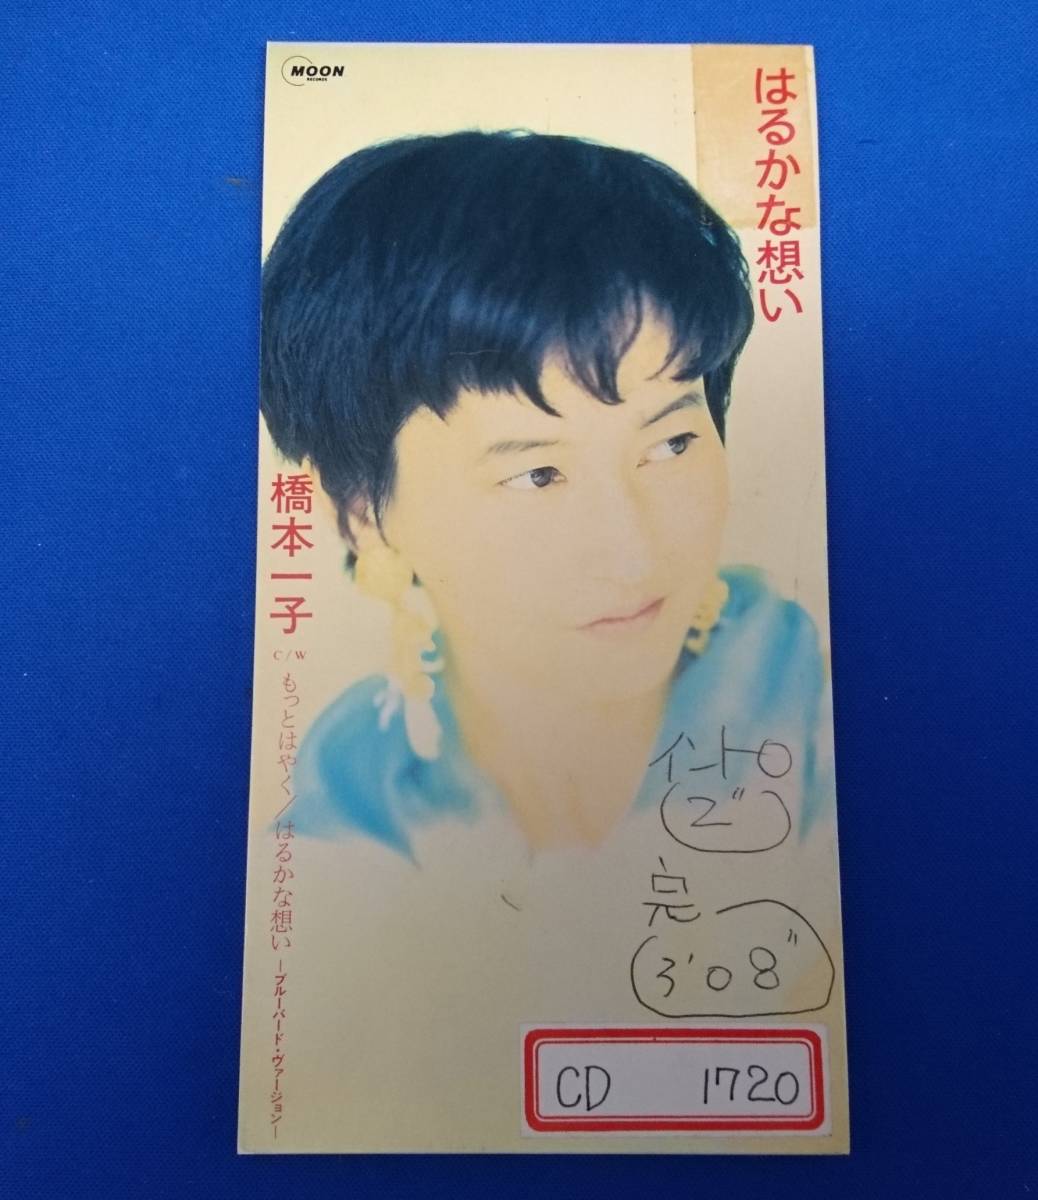 MOON
RECORDS
はるかな想い
橋本一子
C/W
もっとはやく/はるかな想い ーブルーバード・ヴァージョンー
イントロ
(2")
完
(3'08")
CD 1720